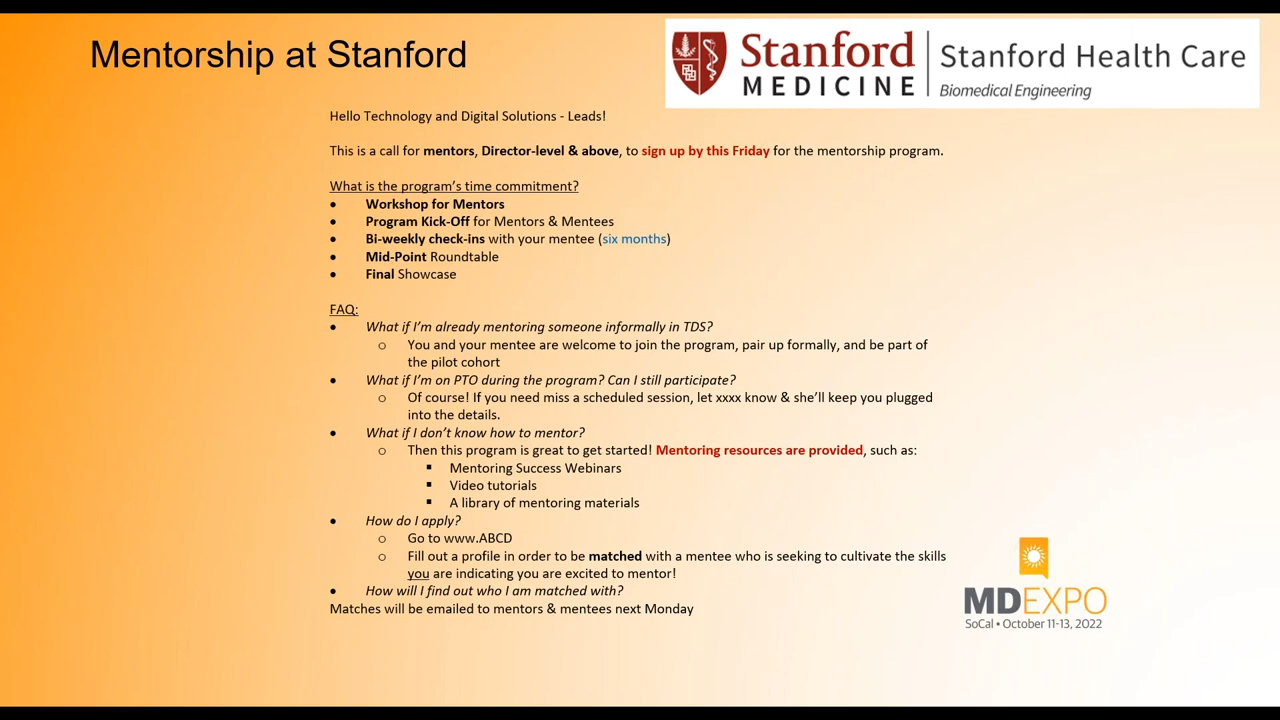 Mentorship at Stanford
Stanford
MEDICINE
Stanford Health Care
Biomedical Engineering
Hello Technology and Digital Solutions - Leads!
This is a call for mentors, Director-level & above, to sign up by this Friday for the mentorship program.
What is the program's time commitment?
• Workshop for Mentors
• Program Kick-Off for Mentors & Mentees
• Bi-weekly check-ins with your mentee (six months)
• Mid-Point Roundtable
• Final Showcase
FAQ:
• What if I'm already mentoring someone informally in TDS?
o You and your mentee are welcome to join the program, pair up formally, and be part of
the pilot cohort
• What if I'm on PTO during the program? Can I still participate?
o Of course! If you need miss a scheduled session, let xxxx know & she'll keep you plugged
into the details.
• What if I don't know how to mentor?
o Then this program is great to get started! Mentoring resources are provided, such as:
▪ Mentoring Success Webinars
▪ Video tutorials
▪ A library of mentoring materials
• How do I apply?
o Go to www.ABCD
o Fill out a profile in order to be matched with a mentee who is seeking to cultivate the skills
you are indicating you are excited to mentor!
• How will I find out who I am matched with?
Matches will be emailed to mentors & mentees next Monday
MDEXPO
SoCal • October 11-13, 2022